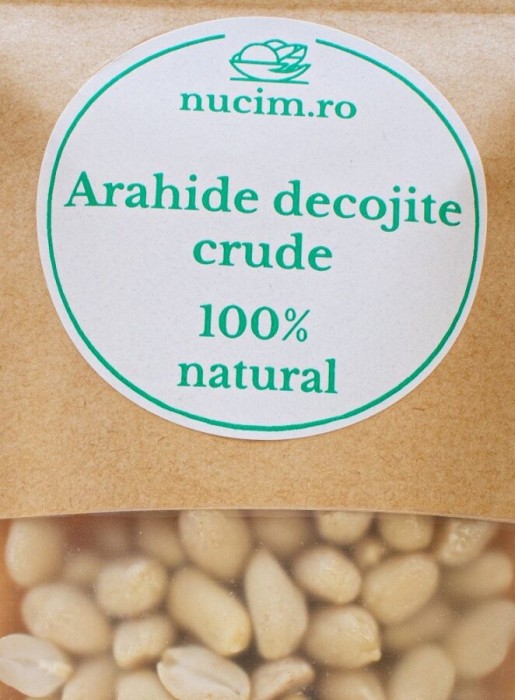 nucim.ro
Arahide decojite
crude
100%
natural